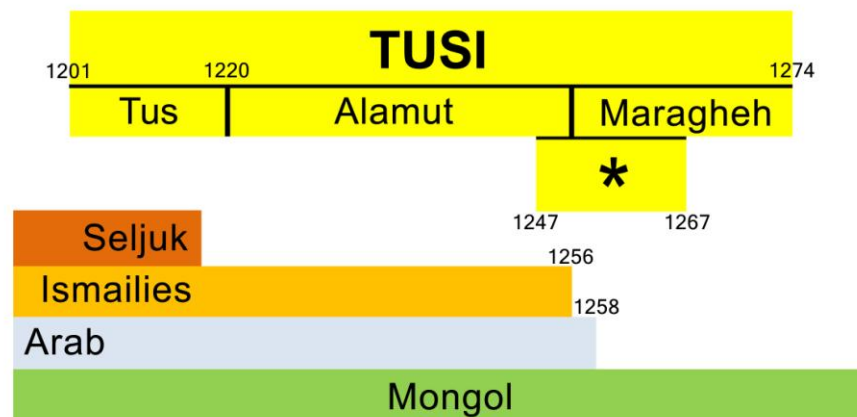 TUSI
1201 1220 1274
Tus Alamut Maragheh
*
1247 1267
Seljuk
1256
Ismailies
1258
Arab
Mongol